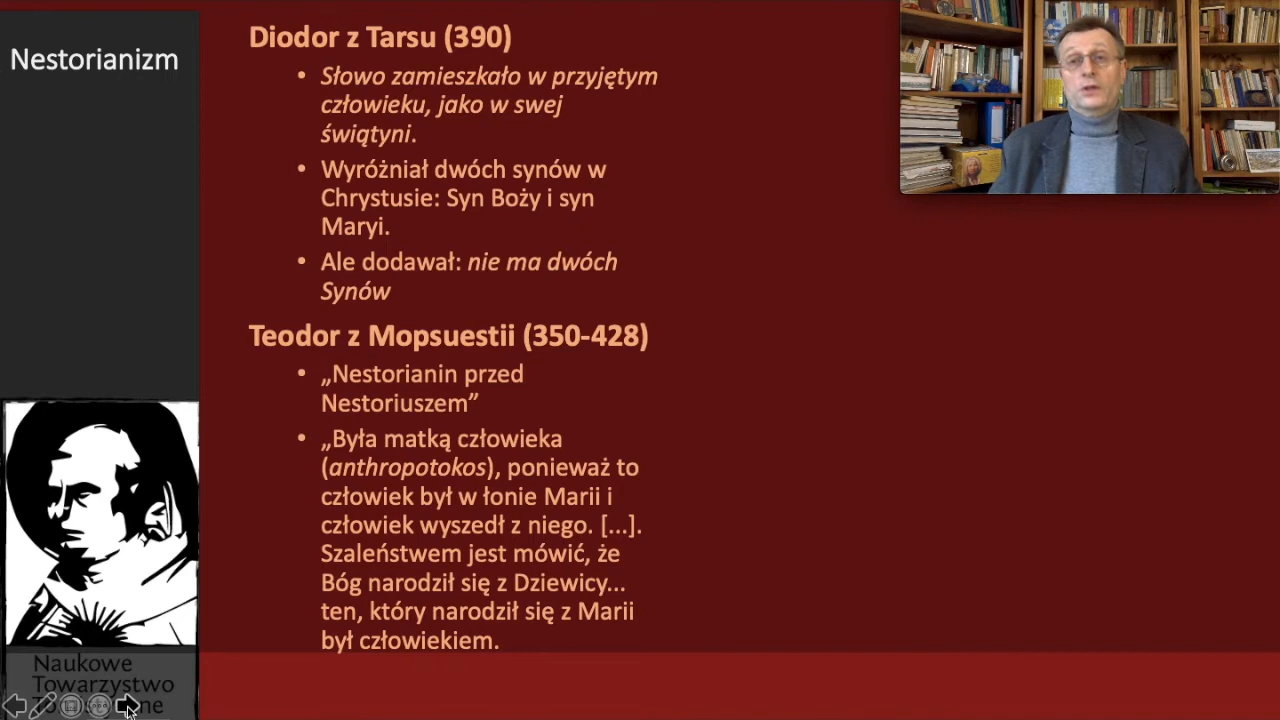 Nestorianizm
Diodor z Tarsu (390)
• Słowo zamieszkało w przyjętym
człowieku, jako w swej
świątyni.
• Wyróżniał dwóch synów w
Chrystusie: Syn Boży i syn
Maryi.
• Ale dodawał: nie ma dwóch
Synów
Teodor z Mopsuestii (350-428)
• „Nestorianin przed
Nestoriuszem”
• „Była matką człowieka
(anthropotokos), ponieważ to
człowiek był w łonie Marii i
człowiek wyszedł z niego. [...].
Szaleństwem jest mówić, że
Bóg narodził się z Dziewicy...
ten, który narodził się z Marii
był człowiekiem.
Naukowe
Towarzystwo